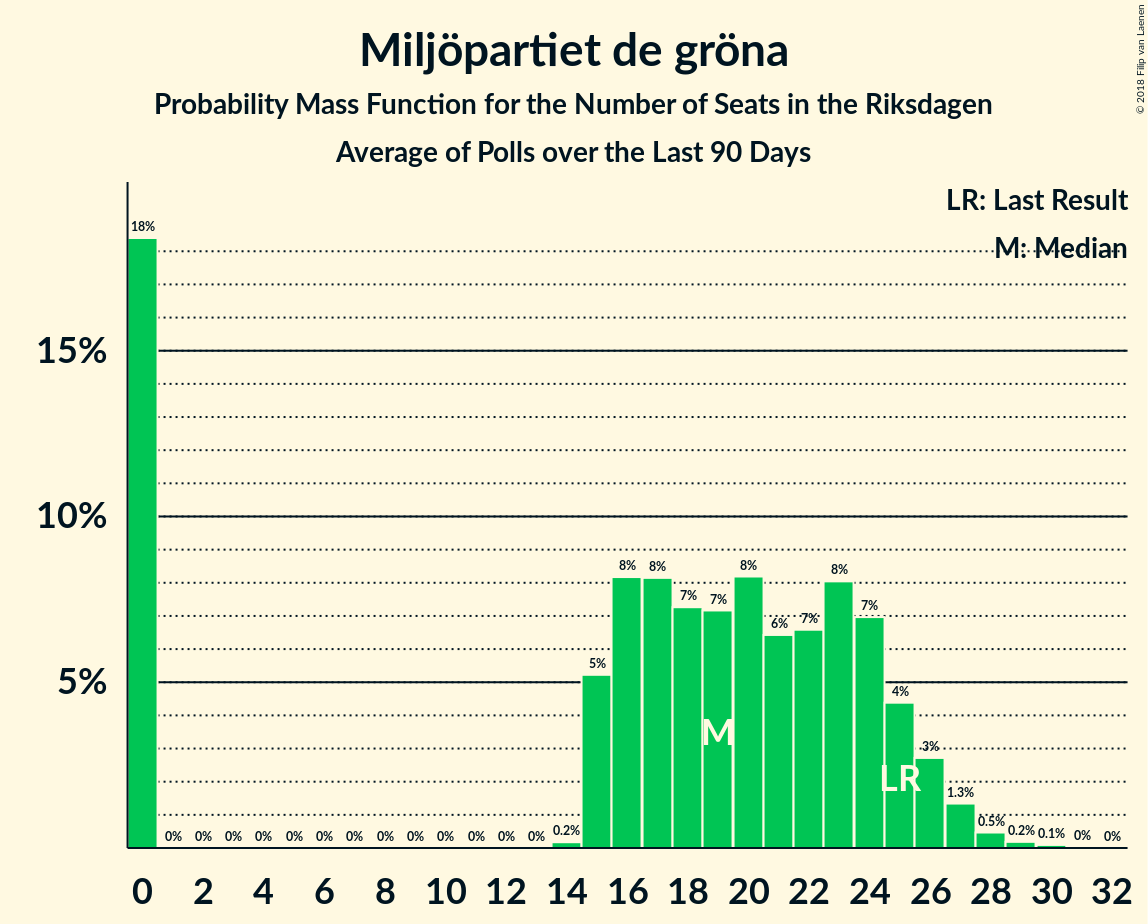 Miljöpartiet de gröna
Probability Mass Function for the Number of Seats in the Riksdagen
Average of Polls over the Last 90 Days
© 2018 Filip van Laenen
LR: Last Result
M: Median
15%
10%
5%
18% 0% 0% 0% 0% 0% 0% 0% 0% 0% 0% 0% 0% 0% 0.2% 5% 8% 8% 7% 7% 8% 6% 7% 8% 7% 4% 3% 1.3% 0.5% 0.2% 0.1% 0% 0%
M
LR
0 2 4 6 8 10 12 14 16 18 20 22 24 26 28 30 32